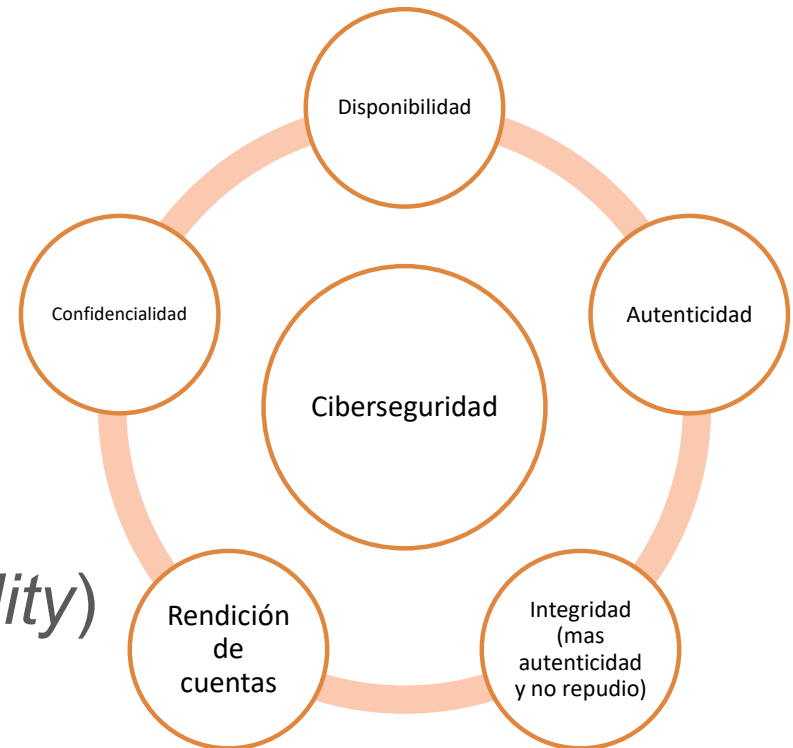 Disponibilidad
Confidencialidad
Autenticidad
Ciberseguridad
lity)
Rendición
de
cuentas
Integridad
(mas
autenticidad
y no repudio)